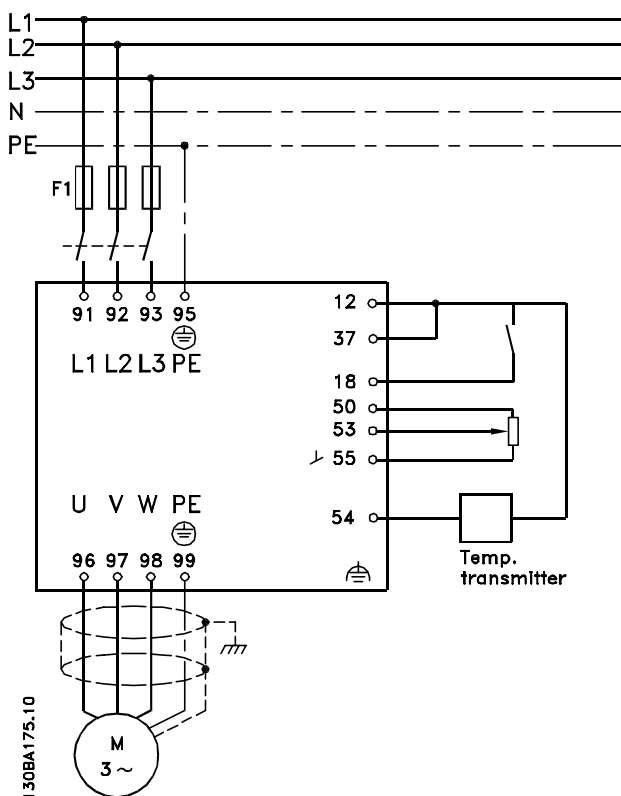 L1
L2
L3
N
PE
F1
91 92 93 95
L1 L2 L3 PE
12
37
18
50
53
55
54
U V W PE
96 97 98 99
Temp.
transmitter
M
3 ~
130BA175.10